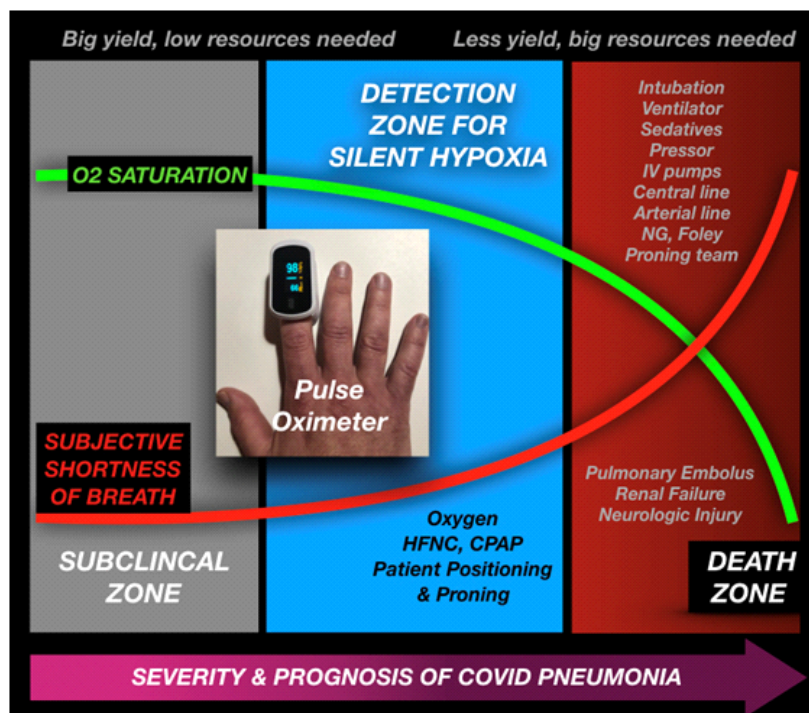 Big yield, low resources needed
Less yield, big resources needed
DETECTION
ZONE FOR
SILENT HYPOXIA
Intubation
Ventilator
Sedatives
Pressor
IV pumps
Central line
Arterial line
NG, Foley
Proning team
O2 SATURATION
98
Pulse
Oximeter
SUBJECTIVE
SHORTNESS
OF BREATH
Pulmonary Embolus
Renal Failure
Neurologic Injury
Oxygen
HFNC, CPAP
Patient Positioning
& Proning
SUBCLINCAL
ZONE
DEATH
ZONE
SEVERITY & PROGNOSIS OF COVID PNEUMONIA